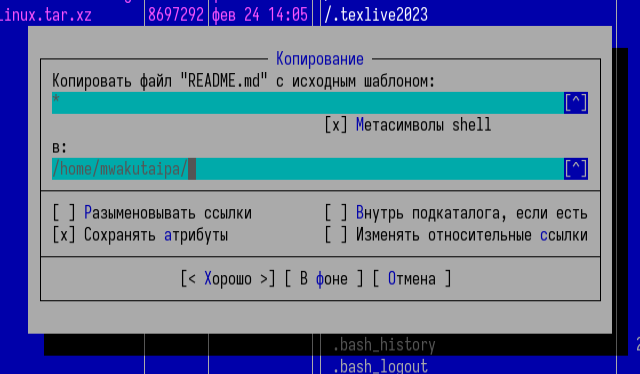 inux.tar.xz 8697292 фев 24 14:05 /.texlive2023
Копирование
Копировать файл "README.md" с исходным шаблоном:
* [^]
[x] Метасимволы shell
в:
/home/mwakutaipa/ [^]
[ ] Разыменовывать ссылки [ ] Внутрь подкаталога, если есть
[x] Сохранять атрибуты [ ] Изменять относительные ссылки
[< Хорошо >] [ В фоне ] [ Отмена ]
.bash_history 2
.bash_logout